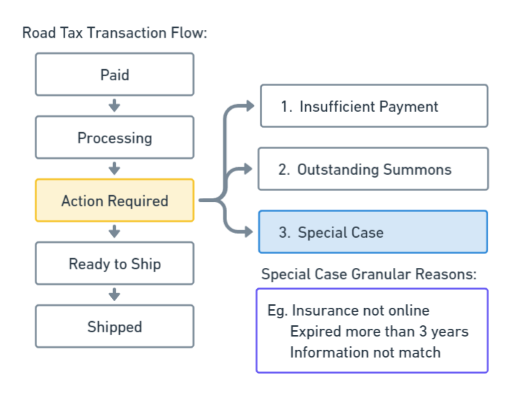 Road Tax Transaction Flow:
Paid
Processing
Action Required
Ready to Ship
Shipped
1. Insufficient Payment
2. Outstanding Summons
3. Special Case
Special Case Granular Reasons:
Eg. Insurance not online
Expired more than 3 years
Information not match